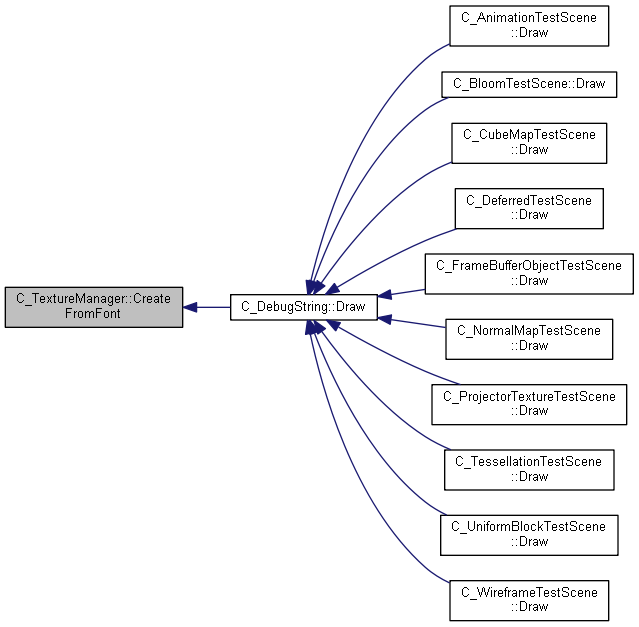 C_TextureManager::Create
FromFont
C_DebugString::Draw
C_AnimationTestScene
::Draw
C_BloomTestScene::Draw
C_CubeMapTestScene
::Draw
C_DeferredTestScene
::Draw
C_FrameBufferObjectTestScene
::Draw
C_NormalMapTestScene
::Draw
C_ProjectorTextureTestScene
::Draw
C_TessellationTestScene
::Draw
C_UniformBlockTestScene
::Draw
C_WireframeTestScene
::Draw